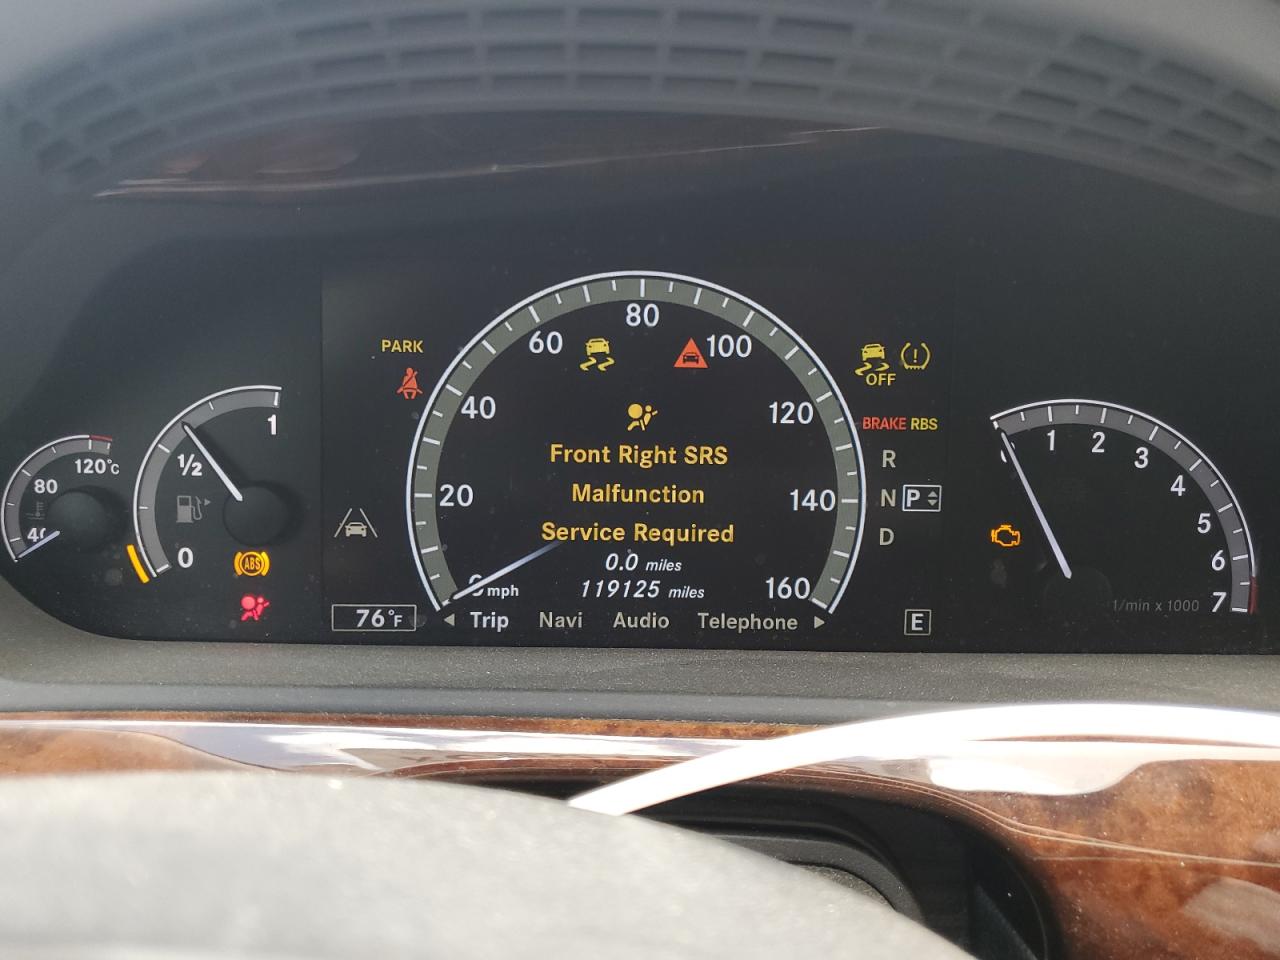 80
60
100
PARK
OFF
40
120
1
BRAKE RBS
1 2 3 4 5 6 7
120°C
80
1/2
Front Right SRS
R
20
Malfunction
140
N P
40
Service Required
D
0
ABS
0.0 miles
0 mph
119125 miles
160
1/min x 1000
76°F
Trip Navi Audio Telephone
E